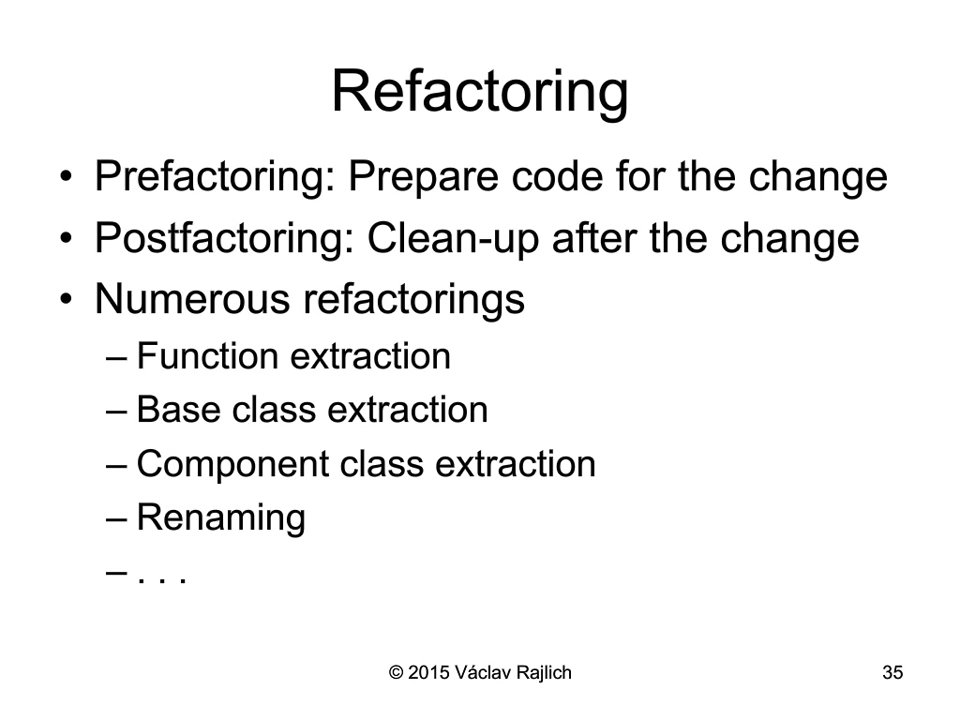 Refactoring
• Prefactoring: Prepare code for the change
• Postfactoring: Clean-up after the change
• Numerous refactorings
– Function extraction
– Base class extraction
– Component class extraction
– Renaming
– . . .
© 2015 Václav Rajlich 35